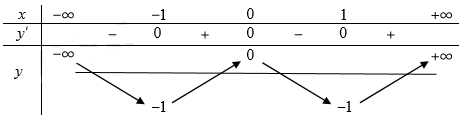 x −∞ −1 0 1 +∞
y′ − 0 + 0 − 0 +
−∞ 0 +∞
y
−1 −1